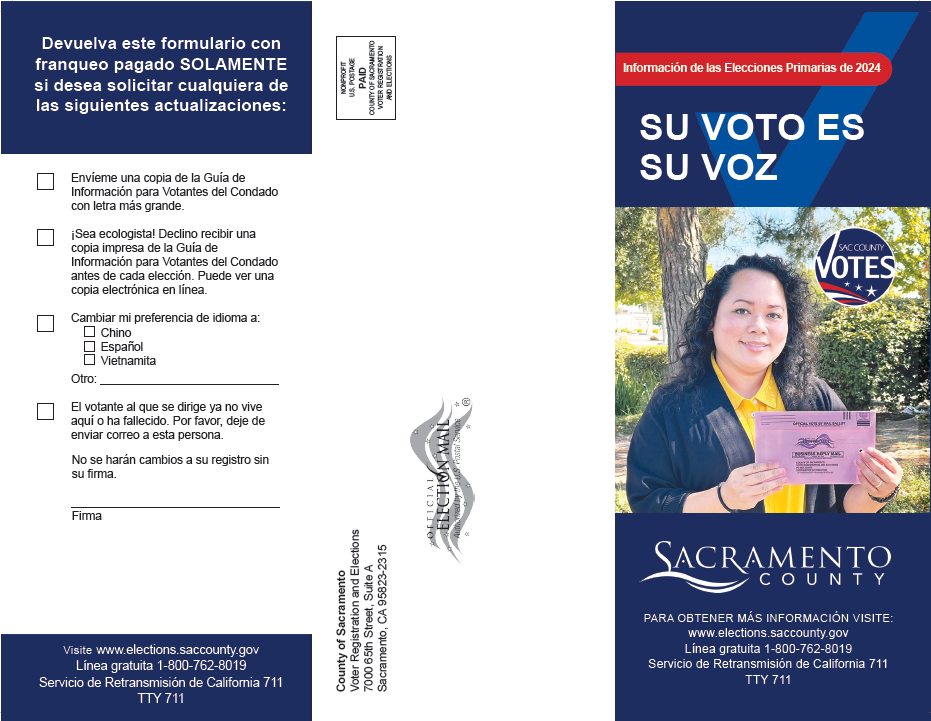 Devuelva este formulario con
franqueo pagado SOLAMENTE
si desea solicitar cualquiera de
las siguientes actualizaciones:
Envíeme una copia de la Guía de
Información para Votantes del Condado
con letra más grande.
¡Sea ecologista! Declino recibir una
copia impresa de la Guía de
Información para Votantes del Condado
antes de cada elección. Puede ver una
copia electrónica en línea.
Cambiar mi preferencia de idioma a:
Chino
Español
Vietnamita
Otro:
El votante al que se dirige ya no vive
aquí o ha fallecido. Por favor, deje de
enviar correo a esta persona.
No se harán cambios a su registro sin
su firma.
Firma
Visite www.elections.saccounty.gov
Línea gratuita 1-800-762-8019
Servicio de Retransmisión de California 711
TTY 711
NONPROFIT
U.S. POSTAGE
PAID
COUNTY OF SACRAMENTO
VOTER REGISTRATION
AND ELECTIONS
OFFICIAL
ELECTION MAIL
Authorized by the U.S. Postal Service
®
County of Sacramento
Voter Registration and Elections
7000 65th Street, Suite A
Sacramento, CA 95823-2315
Información de las Elecciones Primarias de 2024
SU VOTO ES
SU VOZ
SAC COUNTY
VOTES
OFFICIAL VOTE BY MAIL BALLOT
BUSINESS REPLY MAIL
SACRAMENTO
COUNTY
PARA OBTENER MÁS INFORMACIÓN VISITE:
www.elections.saccounty.gov
Línea gratuita 1-800-762-8019
Servicio de Retransmisión de California 711
TTY 711